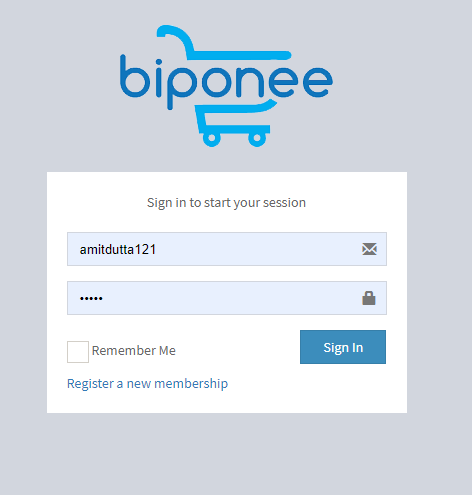 biponee
Sign in to start your session
amitdutta121
•••••
Remember Me
Sign In
Register a new membership